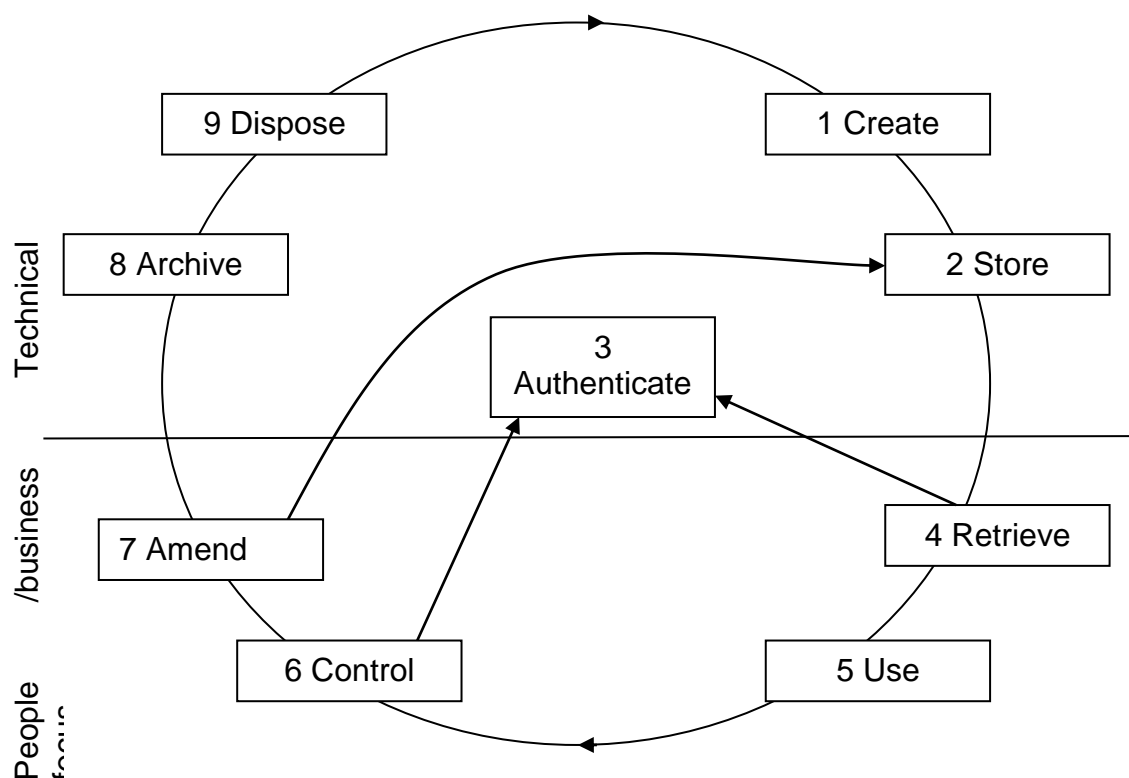 9 Dispose
1 Create
8 Archive
2 Store
3
Authenticate
7 Amend
4 Retrieve
6 Control
5 Use
Technical
/business
People
focus